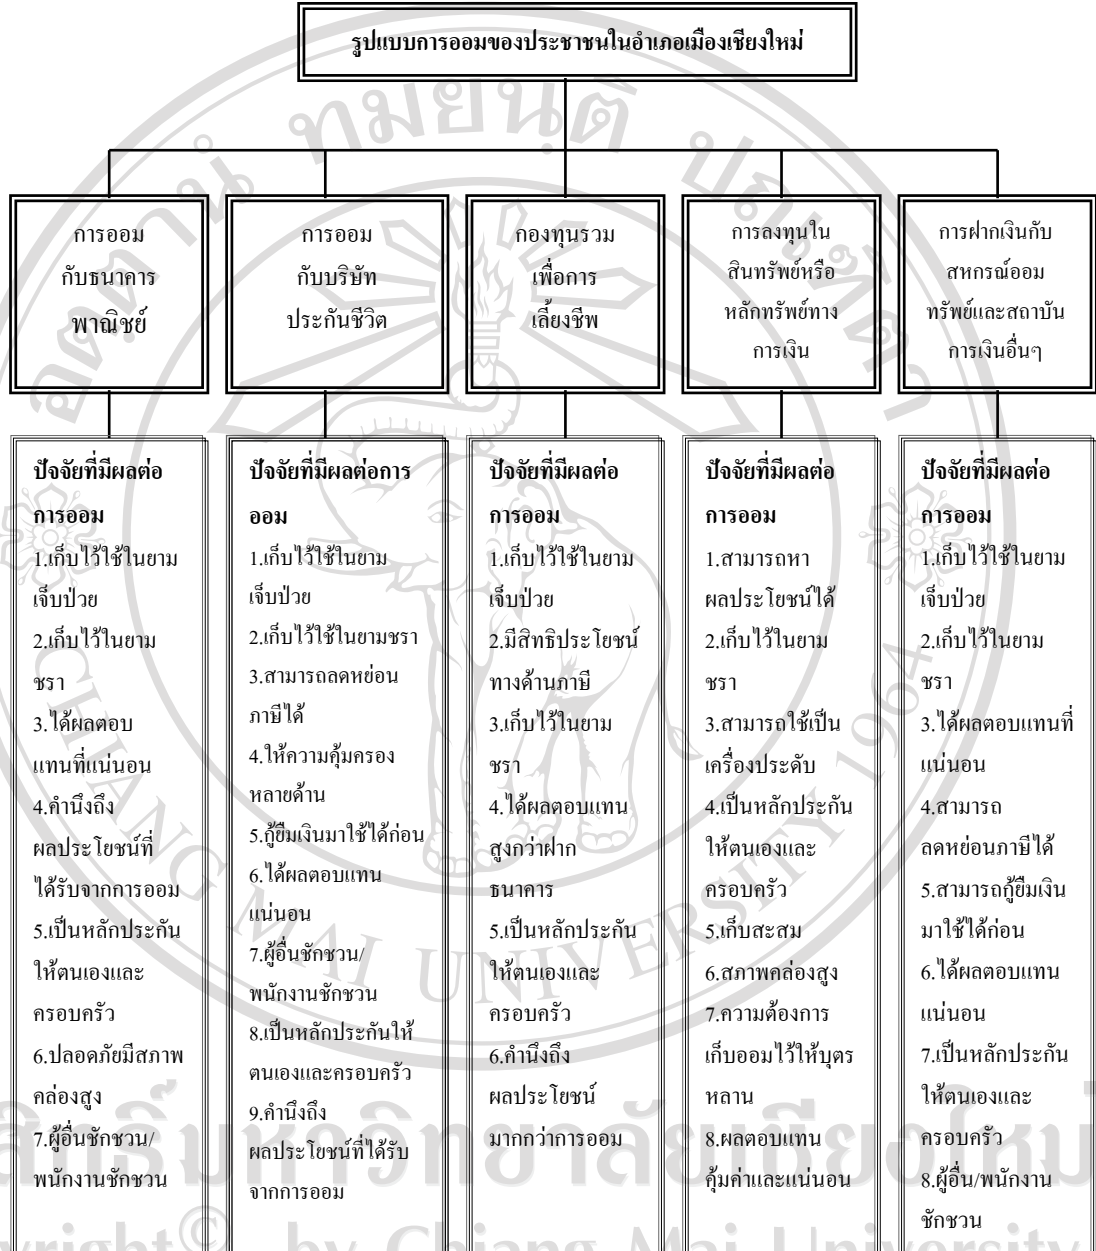 รูปแบบการออมของประชาชนในอำเภอเมืองเชียงใหม่
การออม
กับธนาคาร
พาณิชย์
การออม
กับบริษัท
ประกันชีวิต
กองทุนรวม
เพื่อการ
เลี้ยงชีพ
การลงทุนใน
สินทรัพย์หรือ
หลักทรัพย์ทาง
การเงิน
การฝากเงินกับ
สหกรณ์ออม
ทรัพย์และสถาบัน
การเงินอื่นๆ
ปัจจัยที่มีผลต่อ
การออม
1.เก็บไว้ใช้ในยาม
เจ็บป่วย
2.เก็บไว้ในยาม
ชรา
3.ได้ผลตอบ
แทนที่แน่นอน
4.คำนึงถึง
ผลประโยชน์ที่
ได้รับจากการออม
5.เป็นหลักประกัน
ให้ตนเองและ
ครอบครัว
6.ปลอดภัยมีสภาพ
คล่องสูง
7.ผู้อื่นชักชวน/
พนักงานชักชวน
ปัจจัยที่มีผลต่อการ
ออม
1.เก็บไว้ใช้ในยาม
เจ็บป่วย
2.เก็บไว้ใช้ในยามชรา
3.สามารถลดหย่อน
ภาษีได้
4.ให้ความคุ้มครอง
หลายด้าน
5.กู้ยืมเงินมาใช้ได้ก่อน
6.ได้ผลตอบแทน
แน่นอน
7.ผู้อื่นชักชวน/
พนักงานชักชวน
8.เป็นหลักประกันให้
ตนเองและครอบครัว
9.คำนึงถึง
ผลประโยชน์ที่ได้รับ
จากการออม
ปัจจัยที่มีผลต่อ
การออม
1.เก็บไว้ใช้ในยาม
เจ็บป่วย
2.มีสิทธิประโยชน์
ทางด้านภาษี
3.เก็บไว้ในยาม
ชรา
4.ได้ผลตอบแทน
สูงกว่าฝาก
ธนาคาร
5.เป็นหลักประกัน
ให้ตนเองและ
ครอบครัว
6.คำนึงถึง
ผลประโยชน์
มากกว่าการออม
ปัจจัยที่มีผลต่อ
การออม
1.สามารถหา
ผลประโยชน์ได้
2.เก็บไว้ในยาม
ชรา
3.สามารถใช้เป็น
เครื่องประดับ
4.เป็นหลักประกัน
ให้ตนเองและ
ครอบครัว
5.เก็บสะสม
6.สภาพคล่องสูง
7.ความต้องการ
เก็บออมไว้ให้บุตร
หลาน
8.ผลตอบแทน
คุ้มค่าและแน่นอน
ปัจจัยที่มีผลต่อ
การออม
1.เก็บไว้ใช้ในยาม
เจ็บป่วย
2.เก็บไว้ในยาม
ชรา
3.ได้ผลตอบแทนที่
แน่นอน
4.สามารถ
ลดหย่อนภาษีได้
5.สามารถกู้ยืมเงิน
มาใช้ได้ก่อน
6.ได้ผลตอบแทน
แน่นอน
7.เป็นหลักประกัน
ให้ตนเองและ
ครอบครัว
8.ผู้อื่น/พนักงาน
ชักชวน
CHIANG MAI UNIVERSITY 1964
by Chiang Mai University